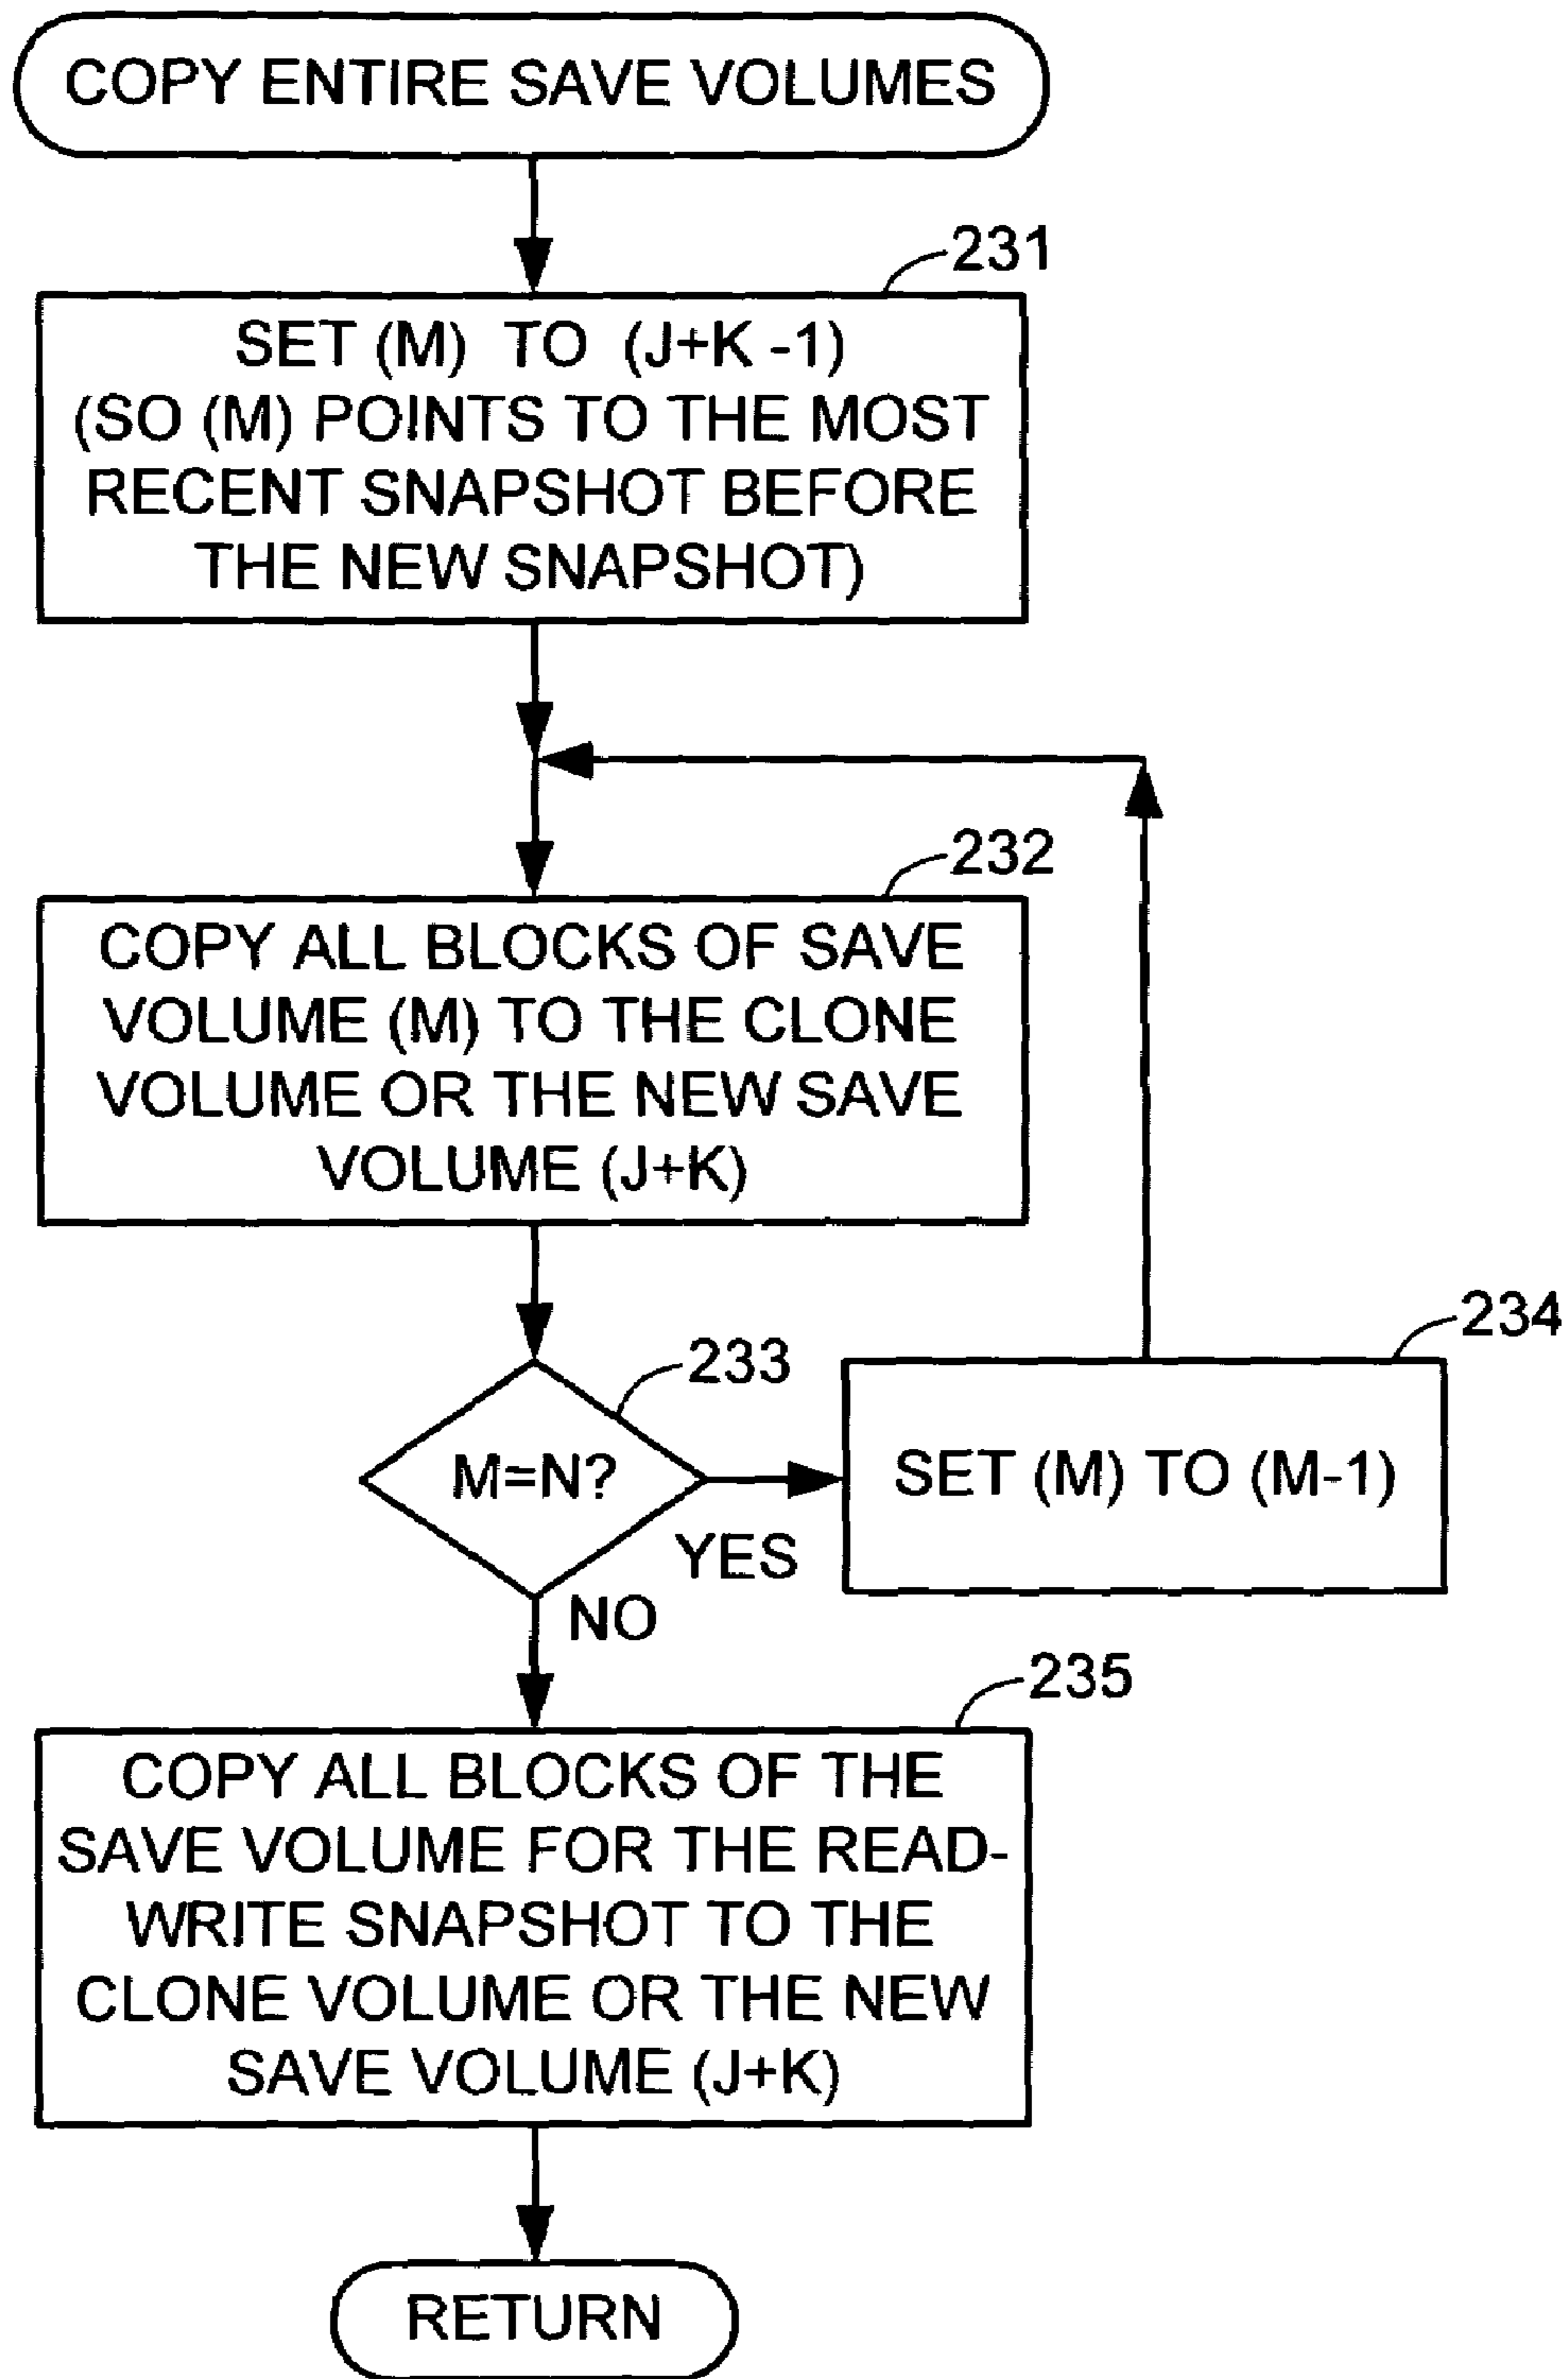 COPY ENTIRE SAVE VOLUMES
231
SET (M) TO (J+K -1)
(SO (M) POINTS TO THE MOST
RECENT SNAPSHOT BEFORE
THE NEW SNAPSHOT)
232
COPY ALL BLOCKS OF SAVE
VOLUME (M) TO THE CLONE
VOLUME OR THE NEW SAVE
VOLUME (J+K)
233
M=N?
YES
NO
234
SET (M) TO (M-1)
235
COPY ALL BLOCKS OF THE
SAVE VOLUME FOR THE READ-
WRITE SNAPSHOT TO THE
CLONE VOLUME OR THE NEW
SAVE VOLUME (J+K)
RETURN